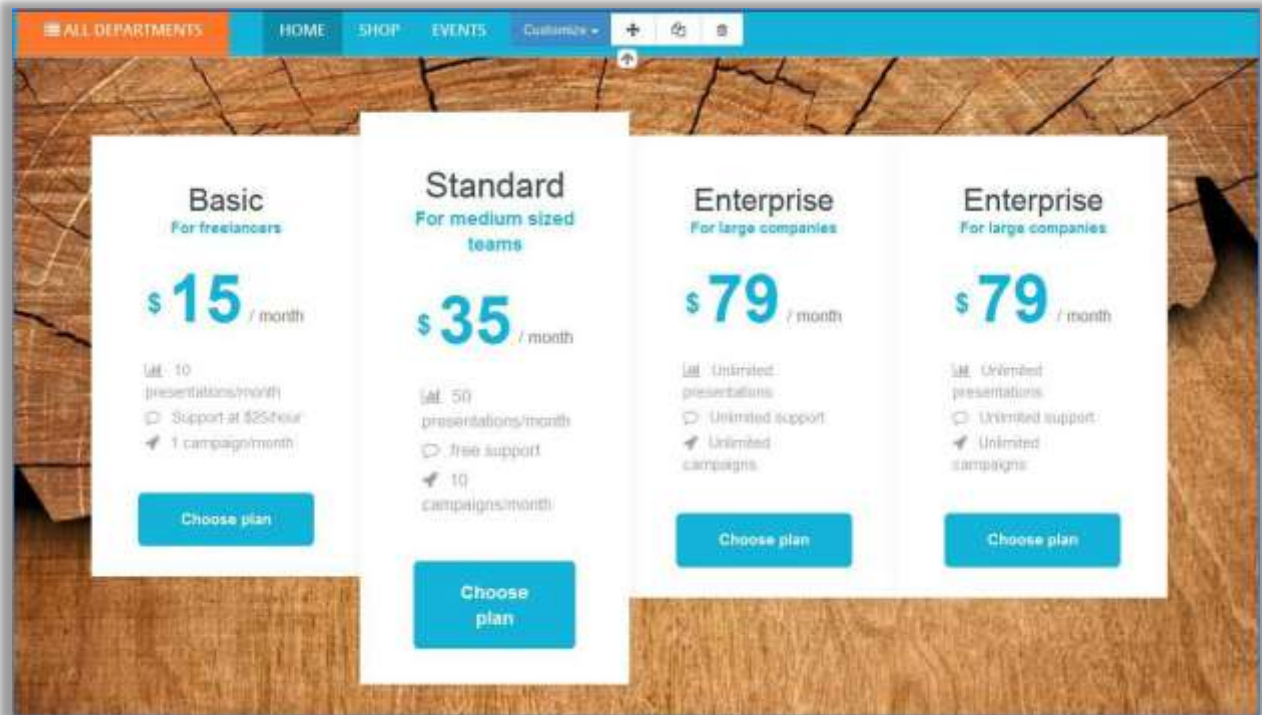 ALL DEPARTMENTS
HOME
SHOP
EVENTS
Customize
Basic
For freelancers
$ 15 / month
10
presentations/month
Support at $25/hour
1 campaign/month
Choose plan
Standard
For medium sized
teams
$ 35 / month
50
presentations/month
free support
10
campaigns/month
Choose
plan
Enterprise
For large companies
$ 79 / month
Unlimited
presentations
Unlimited support
Unlimited
campaigns
Choose plan
Enterprise
For large companies
$ 79 / month
Unlimited
presentations
Unlimited support
Unlimited
campaigns
Choose plan